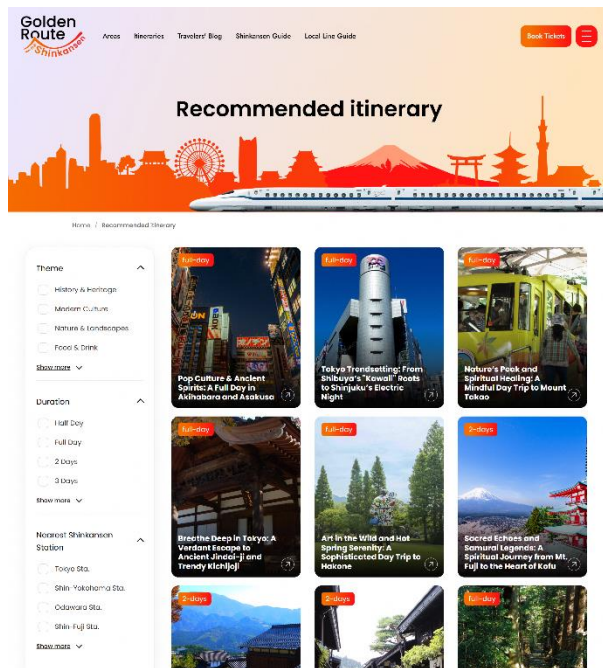 Golden
Route
Shinkansen
Areas
Itineraries
Travelers' Blog
Shinkansen Guide
Local Line Guide
Book Tickets
Recommended itinerary
Home / Recommended Itinerary
Theme
History & Heritage
Modern Culture
Nature & Landscapes
Food & Drink
Show more
Duration
Half Day
Full Day
2 Days
3 Days
Show more
Nearest Shinkansen
Station
Tokyo Sta.
Shin-Yokohama Sta.
Odawara Sta.
Shin-Fuji Sta.
Show more
full-day
Pop Culture & Ancient
Spirits: A Full Day in
Akihabara and Asakusa
full-day
Tokyo Trendsetting: From
Shibuya's "Kawaii" Roots
to Shinjuku's Electric
Night
full-day
Nature's Peak and
Spiritual Healing: A
Mindful Day Trip to Mount
Takao
full-day
Breathe Deep in Tokyo: A
Verdant Escape to
Ancient Jindai-ji and
Trendy Kichijoji
full-day
Art in the Wild and Hot
Spring Serenity: A
Sophisticated Day Trip to
Hakone
2-days
Sacred Echoes and
Samurai Legends: A
Spiritual Journey from Mt.
Fuji to the Heart of Kofu
2-days
2-days
full-day